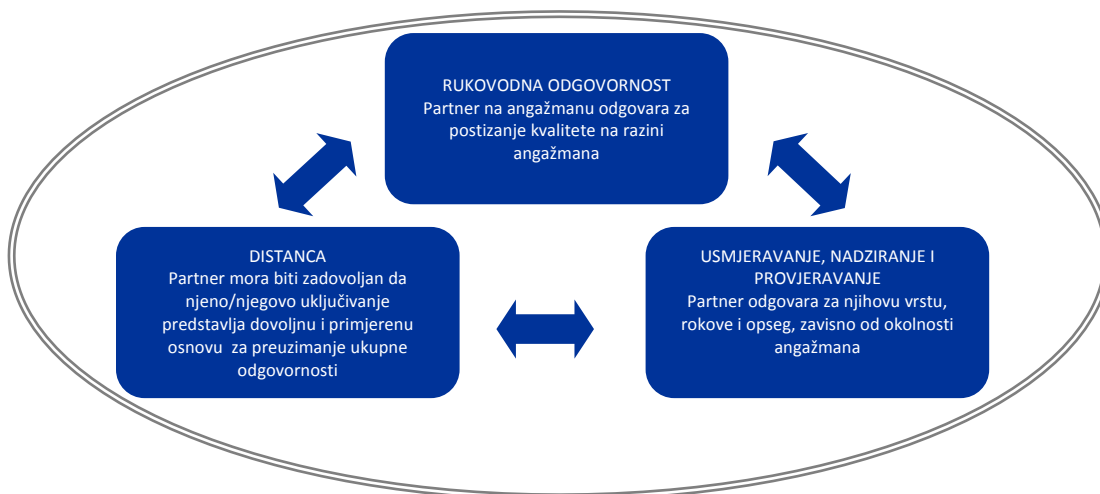 RUKOVODNA ODGOVORNOST
Partner na angažmanu odgovara za
postizanje kvalitete na razini
angažmana
DISTANCA
Partner mora biti zadovoljan da
njeno/njegovo uključivanje
predstavlja dovoljnu i primjerenu
osnovu za preuzimanje ukupne
odgovornosti
USMJERAVANJE, NADZIRANJE I
PROVJERAVANJE
Partner odgovara za njihovu vrstu,
rokove i opseg, zavisno od okolnosti
angažmana